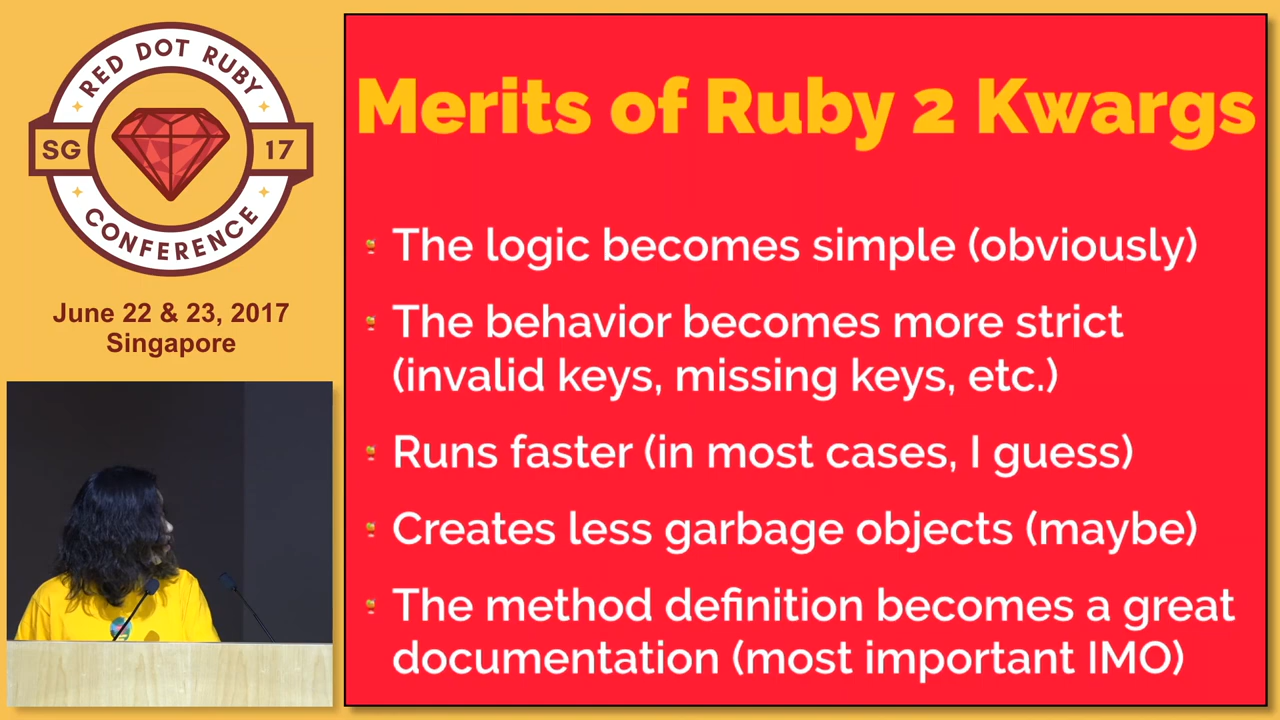 RED DOT RUBY
SG 17
CONFERENCE
June 22 & 23, 2017
Singapore
Merits of Ruby 2 Kwargs
The logic becomes simple (obviously)
The behavior becomes more strict
(invalid keys, missing keys, etc.)
Runs faster (in most cases, I guess)
Creates less garbage objects (maybe)
The method definition becomes a great
documentation (most important IMO)